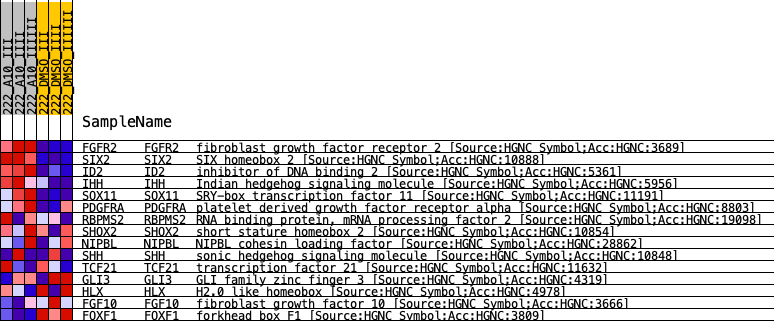 222_A10_III
222_A10_IIII
222_A10_IIIIII
222_DMSO_III
222_DMSO_IIII
222_DMSO_IIIIII
SampleName
FGFR2 FGFR2 fibroblast growth factor receptor 2 [Source:HGNC Symbol;Acc:HGNC:3689]
SIX2 SIX2 SIX homeobox 2 [Source:HGNC Symbol;Acc:HGNC:10888]
ID2 ID2 inhibitor of DNA binding 2 [Source:HGNC Symbol;Acc:HGNC:5361]
IHH IHH Indian hedgehog signaling molecule [Source:HGNC Symbol;Acc:HGNC:5956]
SOX11 SOX11 SRY-box transcription factor 11 [Source:HGNC Symbol;Acc:HGNC:11191]
PDGFRA PDGFRA platelet derived growth factor receptor alpha [Source:HGNC Symbol;Acc:HGNC:8803]
RBPMS2 RBPMS2 RNA binding protein, mRNA processing factor 2 [Source:HGNC Symbol;Acc:HGNC:19098]
SHOX2 SHOX2 short stature homeobox 2 [Source:HGNC Symbol;Acc:HGNC:10854]
NIPBL NIPBL NIPBL cohesin loading factor [Source:HGNC Symbol;Acc:HGNC:28862]
SHH SHH sonic hedgehog signaling molecule [Source:HGNC Symbol;Acc:HGNC:10848]
TCF21 TCF21 transcription factor 21 [Source:HGNC Symbol;Acc:HGNC:11632]
GLI3 GLI3 GLI family zinc finger 3 [Source:HGNC Symbol;Acc:HGNC:4319]
HLX HLX H2.0 like homeobox [Source:HGNC Symbol;Acc:HGNC:4978]
FGF10 FGF10 fibroblast growth factor 10 [Source:HGNC Symbol;Acc:HGNC:3666]
FOXF1 FOXF1 forkhead box F1 [Source:HGNC Symbol;Acc:HGNC:3809]